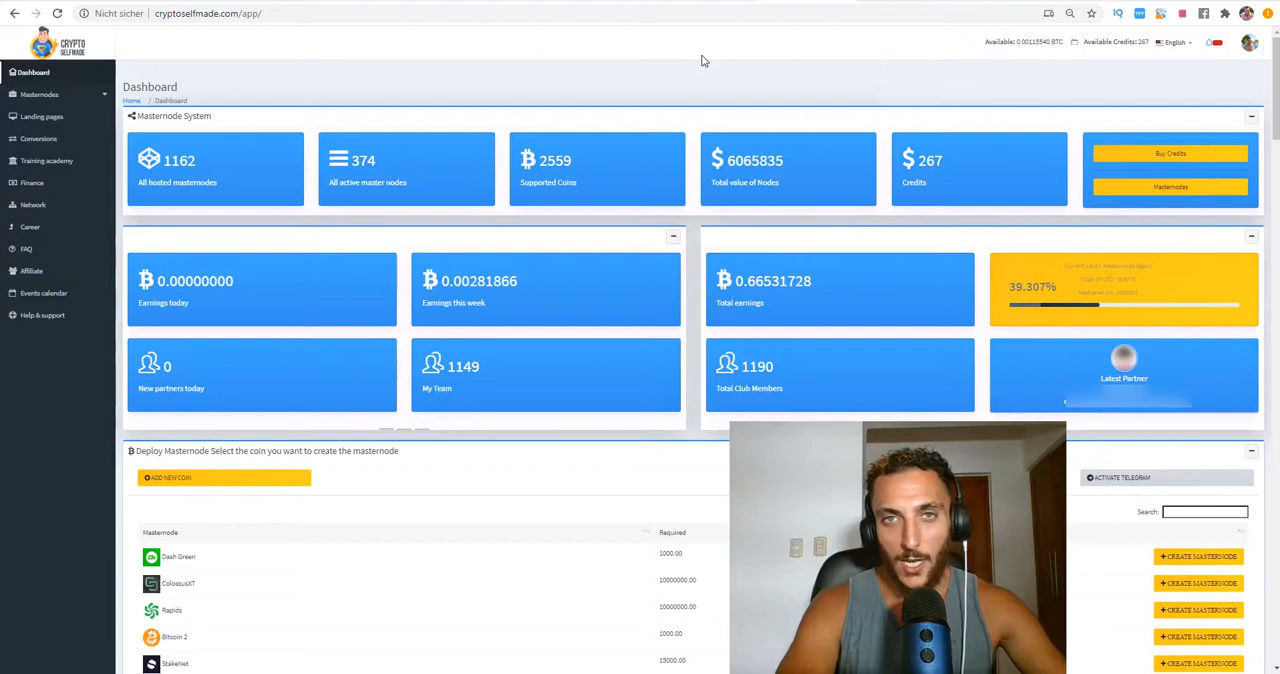 Nicht sicher | cryptoselfmade.com/app/
CRYPTO
SELFMADE
Available: 0.00115540 BTC
Available Credits: 267
English
Dashboard
Masternodes
Landing pages
Conversions
Training academy
Finance
Network
Career
FAQ
Affiliate
Events calendar
Help & support
Dashboard
Home / Dashboard
Masternode System
1162
All hosted masternodes
374
All active master nodes
2559
Supported Coins
6065835
Total value of Nodes
267
Credits
Buy Credits
Masternodes
0.00000000
Earnings today
0.00281866
Earnings this week
0
New partners today
1149
My Team
0.66531728
Total earnings
39.307%
Current Level: Masternode Agent
1190
Total Club Members
Latest Partner
Deploy Masternode Select the coin you want to create the masternode
ADD NEW COIN
ACTIVATE TELEGRAM
Search:
Masternode
Required
Dash Green
1000.00
+ CREATE MASTERNODE
ColossusXT
10000000.00
+ CREATE MASTERNODE
Rapids
10000000.00
+ CREATE MASTERNODE
Bitcoin 2
1000.00
+ CREATE MASTERNODE
StakeNet
15000.00
+ CREATE MASTERNODE